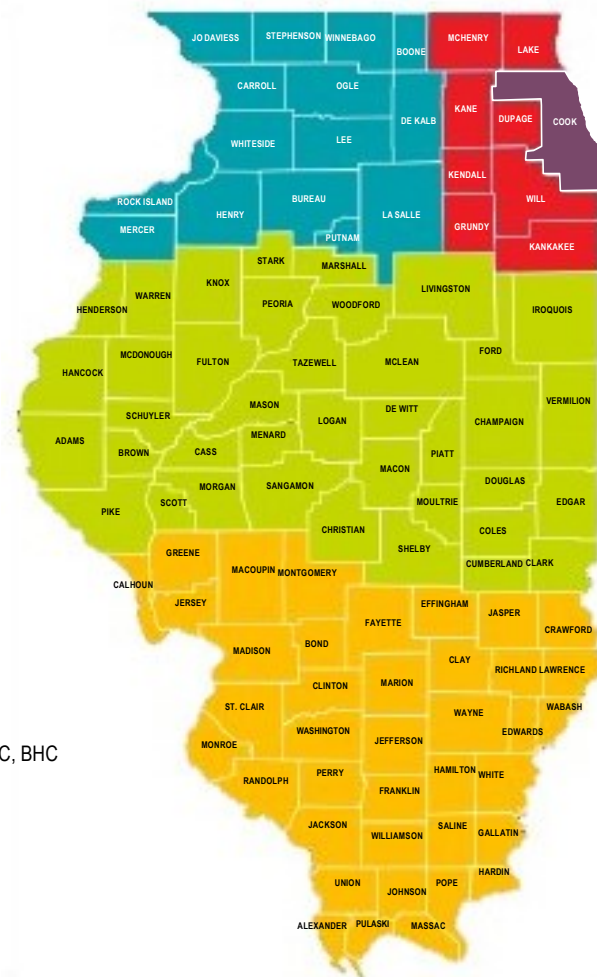 JO DAVIESS
STEPHENSON
WINNEBAGO
BOONE
MCHENRY
LAKE
CARROLL
OGLE
DE KALB
KANE
DUPAGE
COOK
WHITESIDE
LEE
KENDALL
WILL
ROCK ISLAND
HENRY
BUREAU
LA SALLE
GRUNDY
MERCER
PUTNAM
KANKAKEE
STARK
MARSHALL
KNOX
LIVINGSTON
HENDERSON
WARREN
PEORIA
WOODFORD
IROQUOIS
MCDONOUGH
FULTON
TAZEWELL
MCLEAN
FORD
HANCOCK
VERMILION
MASON
SCHUYLER
LOGAN
DE WITT
CHAMPAIGN
ADAMS
BROWN
CASS
MENARD
PIATT
MACON
DOUGLAS
PIKE
SCOTT
MORGAN
SANGAMON
MOULTRIE
EDGAR
CHRISTIAN
COLES
SHELBY
CUMBERLAND
CLARK
GREENE
CALHOUN
MACOUPIN
MONTGOMERY
JERSEY
FAYETTE
EFFINGHAM
JASPER
CRAWFORD
MADISON
BOND
CLAY
RICHLAND
LAWRENCE
CLINTON
MARION
ST. CLAIR
WAYNE
WABASH
WASHINGTON
EDWARDS
MONROE
JEFFERSON
C, BHC
RANDOLPH
PERRY
HAMILTON
WHITE
FRANKLIN
JACKSON
WILLIAMSON
SALINE
GALLATIN
UNION
JOHNSON
POPE
HARDIN
ALEXANDER
PULASKI
MASSAC